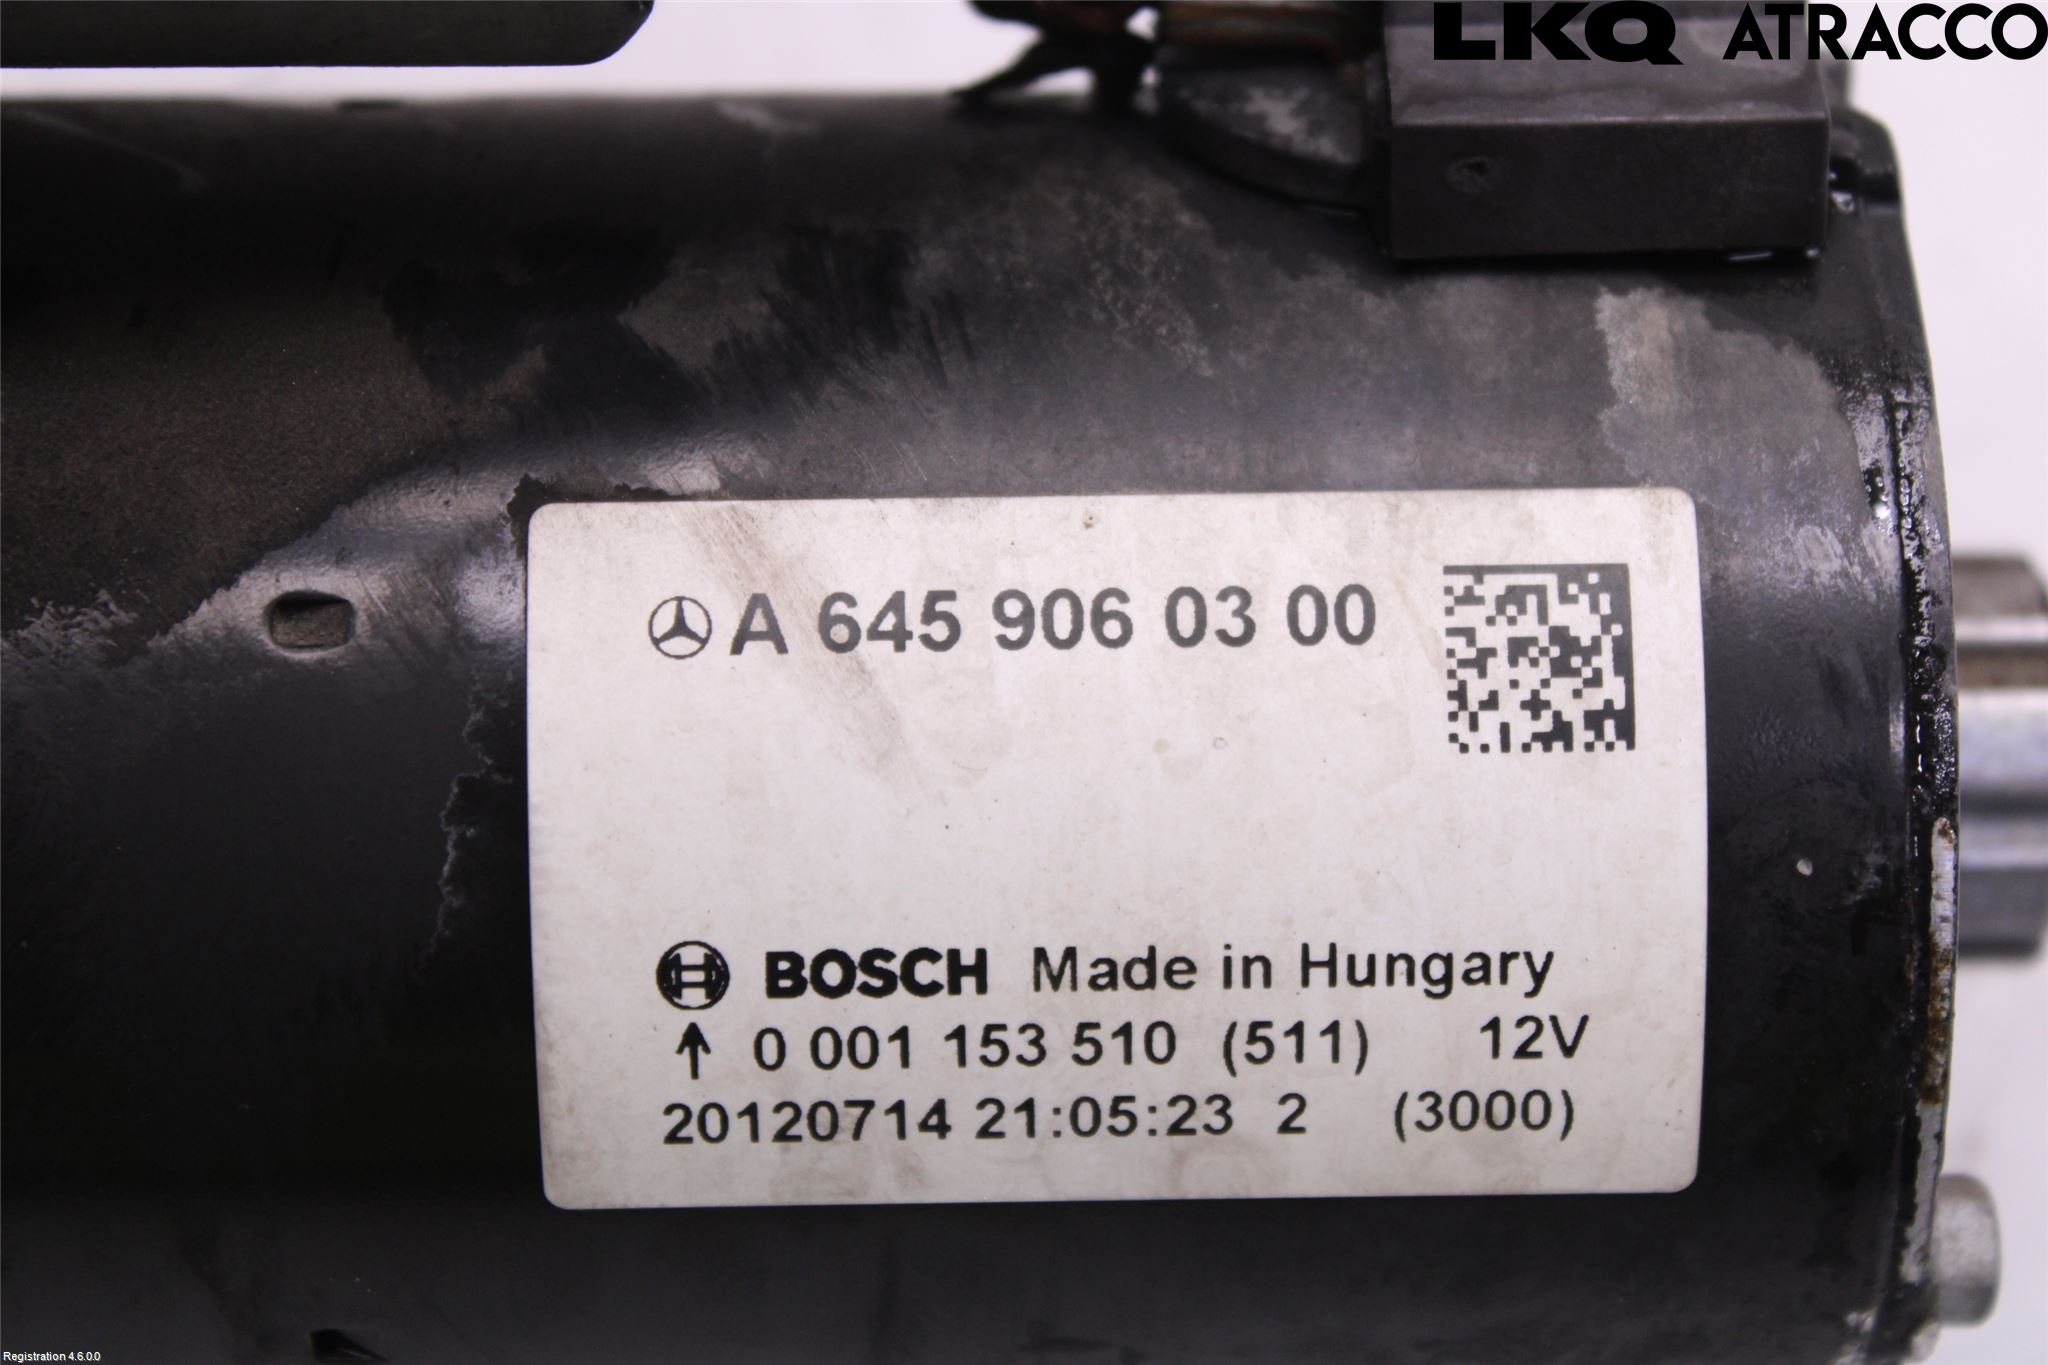 LKQ ATRACCO
A 645 906 03 00
BOSCH Made in Hungary
↑ 0 001 153 510 (511) 12V
20120714 21:05:23 2 (3000)
Registration 4.6.0.0